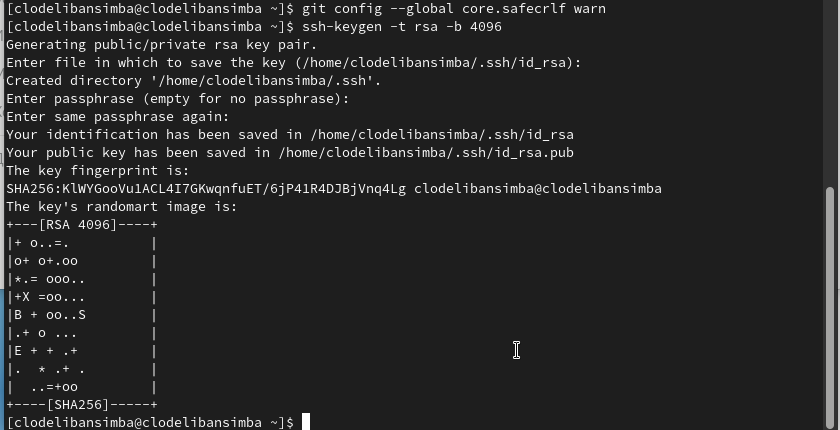 [clodelibansimba@clodelibansimba ~]$ git config --global core.safecrlf warn
[clodelibansimba@clodelibansimba ~]$ ssh-keygen -t rsa -b 4096
Generating public/private rsa key pair.
Enter file in which to save the key (/home/clodelibansimba/.ssh/id_rsa):
Created directory '/home/clodelibansimba/.ssh'.
Enter passphrase (empty for no passphrase):
Enter same passphrase again:
Your identification has been saved in /home/clodelibansimba/.ssh/id_rsa
Your public key has been saved in /home/clodelibansimba/.ssh/id_rsa.pub
The key fingerprint is:
SHA256:KlWYGooVu1ACL4I7GKwqnfuET/6jP41R4DJBjVnq4Lg clodelibansimba@clodelibansimba
The key's randomart image is:
+---[RSA 4096]----+
|+ o..=.          |
|o+ o+.oo         |
|*.= ooo..        |
|+X =oo...        |
|B + oo..S        |
|.+ o ...         |
|E + + .+         |
|.  * .+ .        |
|  ..=+oo         |
+----[SHA256]-----+
[clodelibansimba@clodelibansimba ~]$